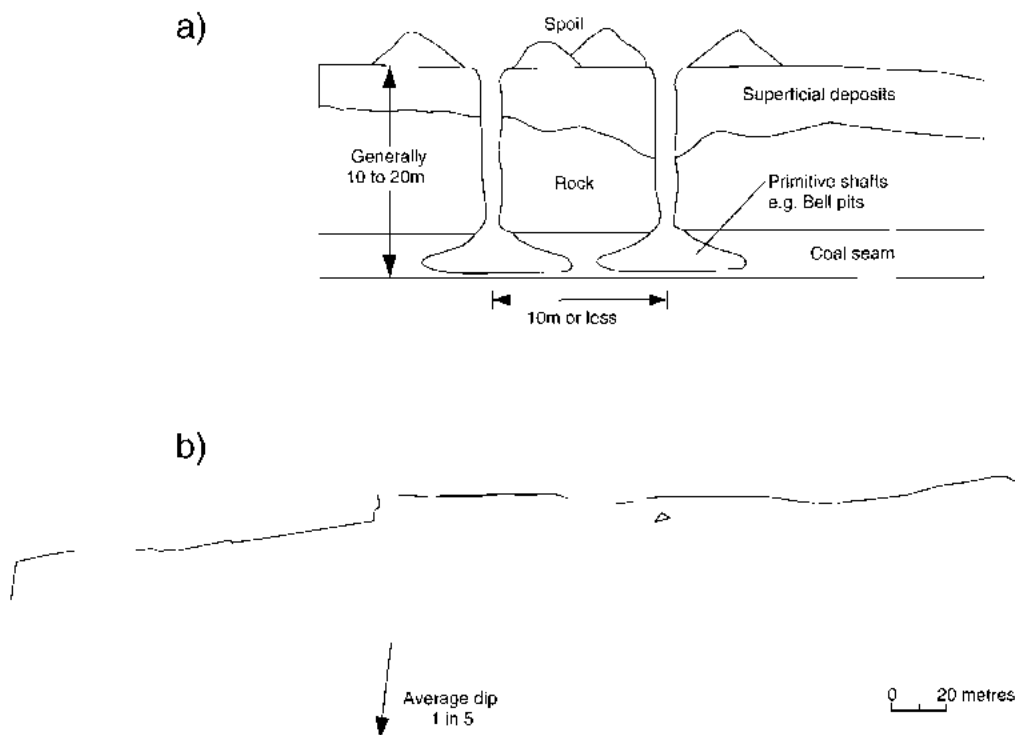 a)
Spoil
Superficial deposits
Generally
10 to 20m
Rock
Primitive shafts
e.g. Bell pits
Coal seam
10m or less
b)
Average dip
1 in 5
0 20 metres